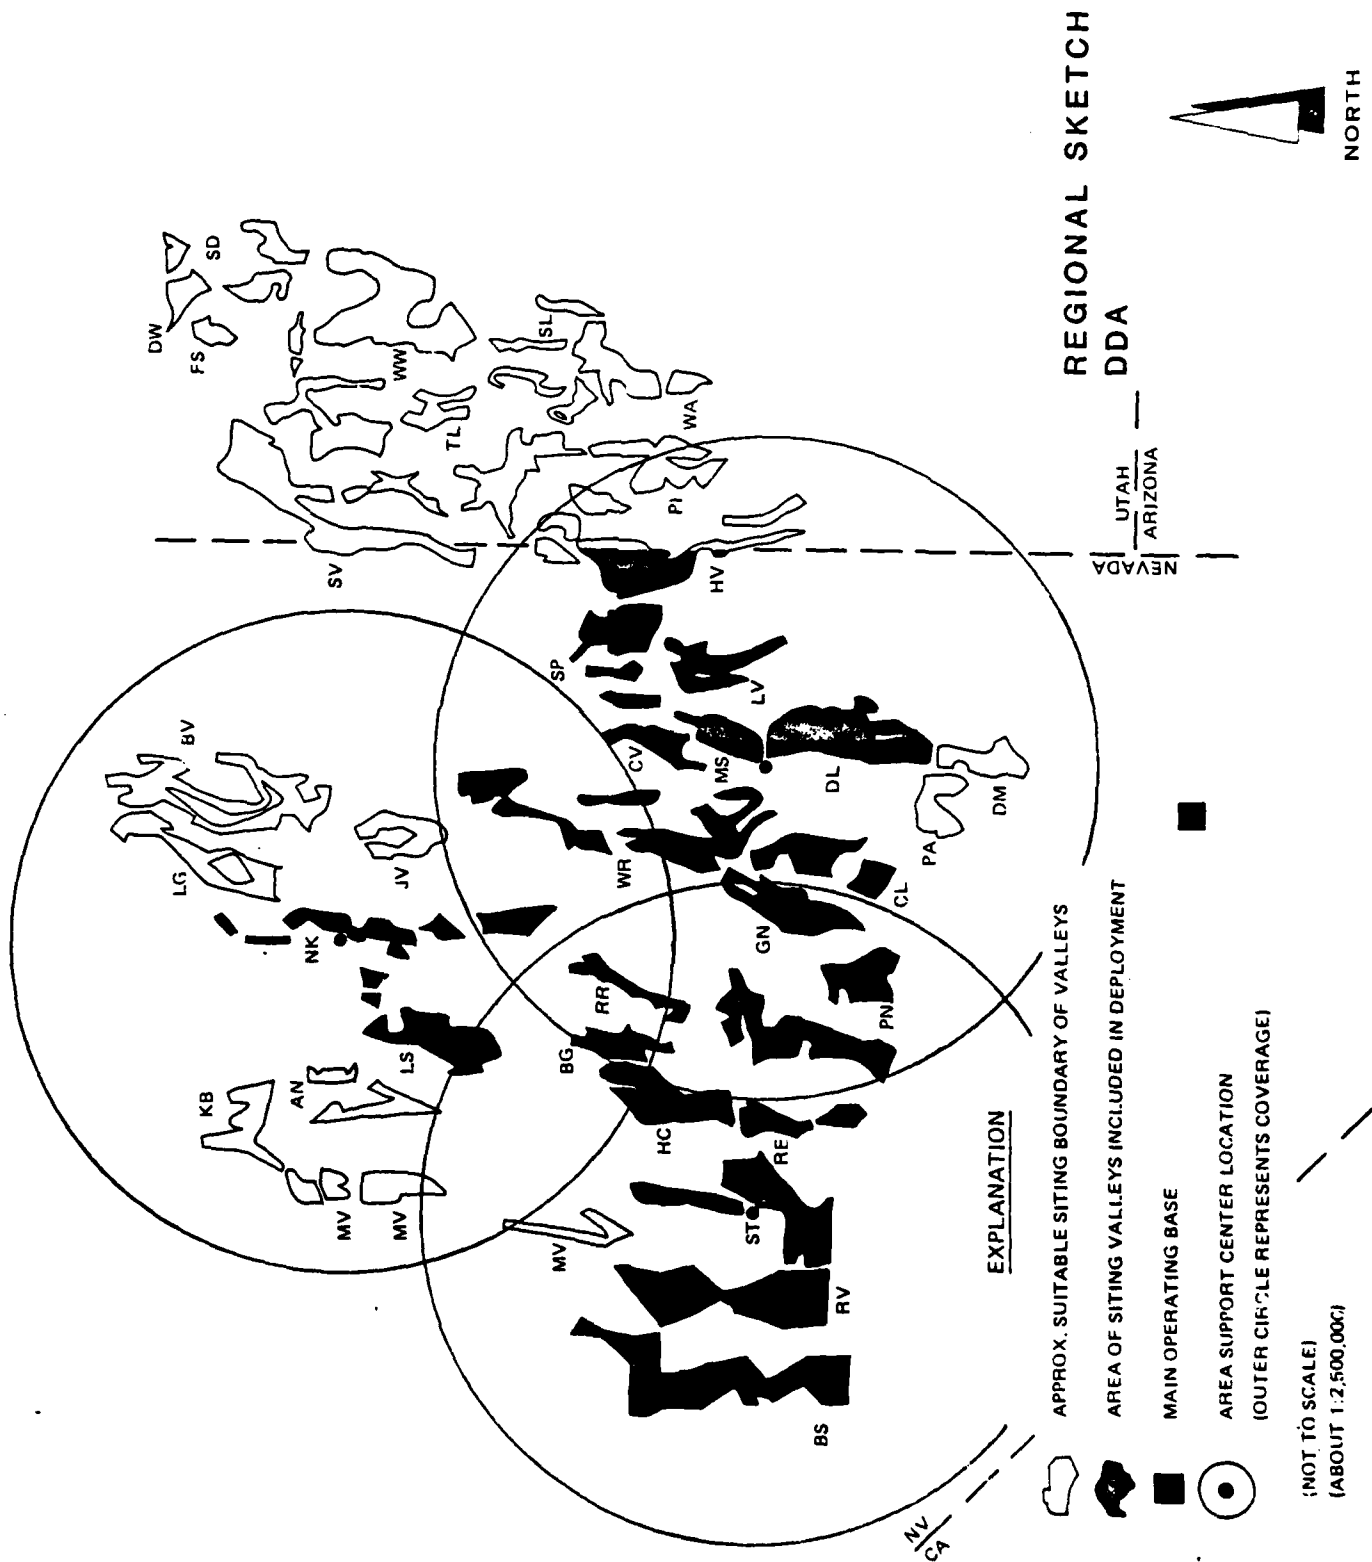 REGIONAL SKETCH
DDA
NORTH
DW
SD
FS
WW
SL
TL
WA
PI
SV
HV
UTAH
ARIZONA
NEVADA
BV
LG
JV
NK
SP
LV
CV
MS
DL
DM
PA
WR
CL
GN
PN
RR
BG
LS
AN
KB
MV
MV
MV
HC
RE
ST
RV
BS
NV
CA
EXPLANATION
APPROX. SUITABLE SITING BOUNDARY OF VALLEYS
AREA OF SITING VALLEYS INCLUDED IN DEPLOYMENT
MAIN OPERATING BASE
AREA SUPPORT CENTER LOCATION
(OUTER CIRCLE REPRESENTS COVERAGE)
(NOT TO SCALE)
(ABOUT 1:2,500,000)